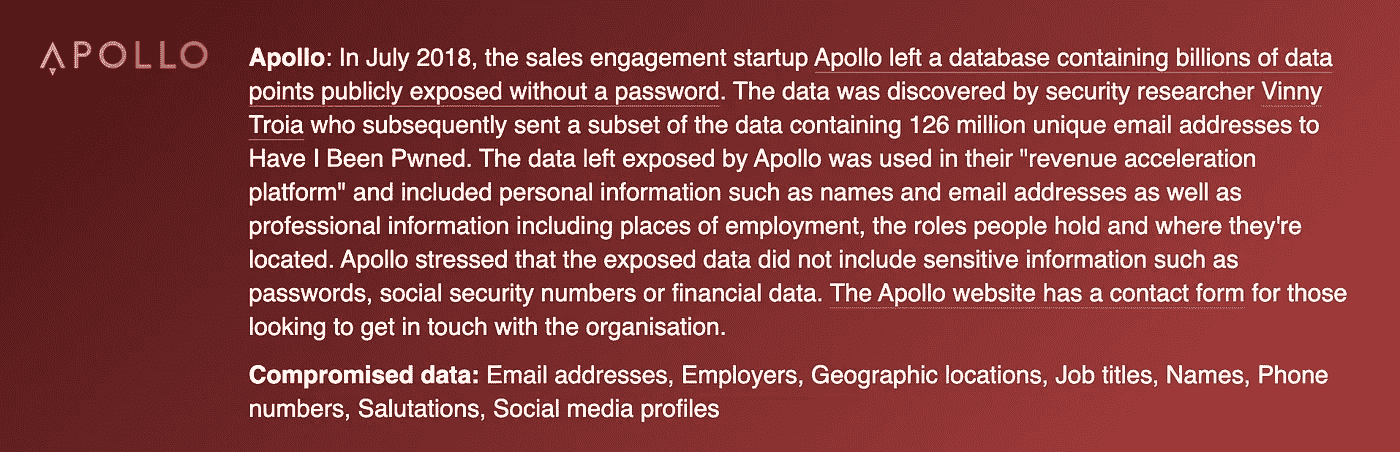 APOLLO
Apollo: In July 2018, the sales engagement startup Apollo left a database containing billions of data
points publicly exposed without a password. The data was discovered by security researcher Vinny
Troia who subsequently sent a subset of the data containing 126 million unique email addresses to
Have I Been Pwned. The data left exposed by Apollo was used in their "revenue acceleration
platform" and included personal information such as names and email addresses as well as
professional information including places of employment, the roles people hold and where they're
located. Apollo stressed that the exposed data did not include sensitive information such as
passwords, social security numbers or financial data. The Apollo website has a contact form for those
looking to get in touch with the organisation.
Compromised data: Email addresses, Employers, Geographic locations, Job titles, Names, Phone
numbers, Salutations, Social media profiles